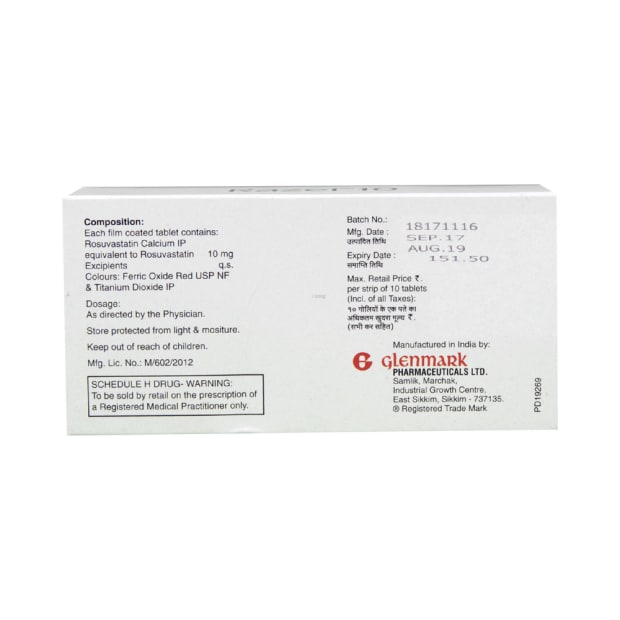 Razel 10
Composition:
Each film coated tablet contains:
Rosuvastatin Calcium IP
equivalent to Rosuvastatin 10 mg
Excipients q.s.
Colours: Ferric Oxide Red USP NF
& Titanium Dioxide IP
Dosage:
As directed by the Physician.
Store protected from light & mositure.
Keep out of reach of children.
Mfg. Lic. No.: M/602/2012
SCHEDULE H DRUG- WARNING:
To be sold by retail on the prescription of
a Registered Medical Practitioner only.
Batch No.: 18171116
Mfg. Date : SEP.17
उत्पादित तिथि
Expiry Date : AUG.19
समाप्ति तिथि
151.50
Max. Retail Price ₹.
per strip of 10 tablets
(Incl. of all Taxes):
१० गोलियों के एक पत्ते का
अधिकतम खुदरा मूल्य ₹.
(सभी कर सहित)
Manufactured in India by:
G glenmark
PHARMACEUTICALS LTD.
Samlik, Marchak,
Industrial Growth Centre,
East Sikkim, Sikkim - 737135.
® Registered Trade Mark
PD19269